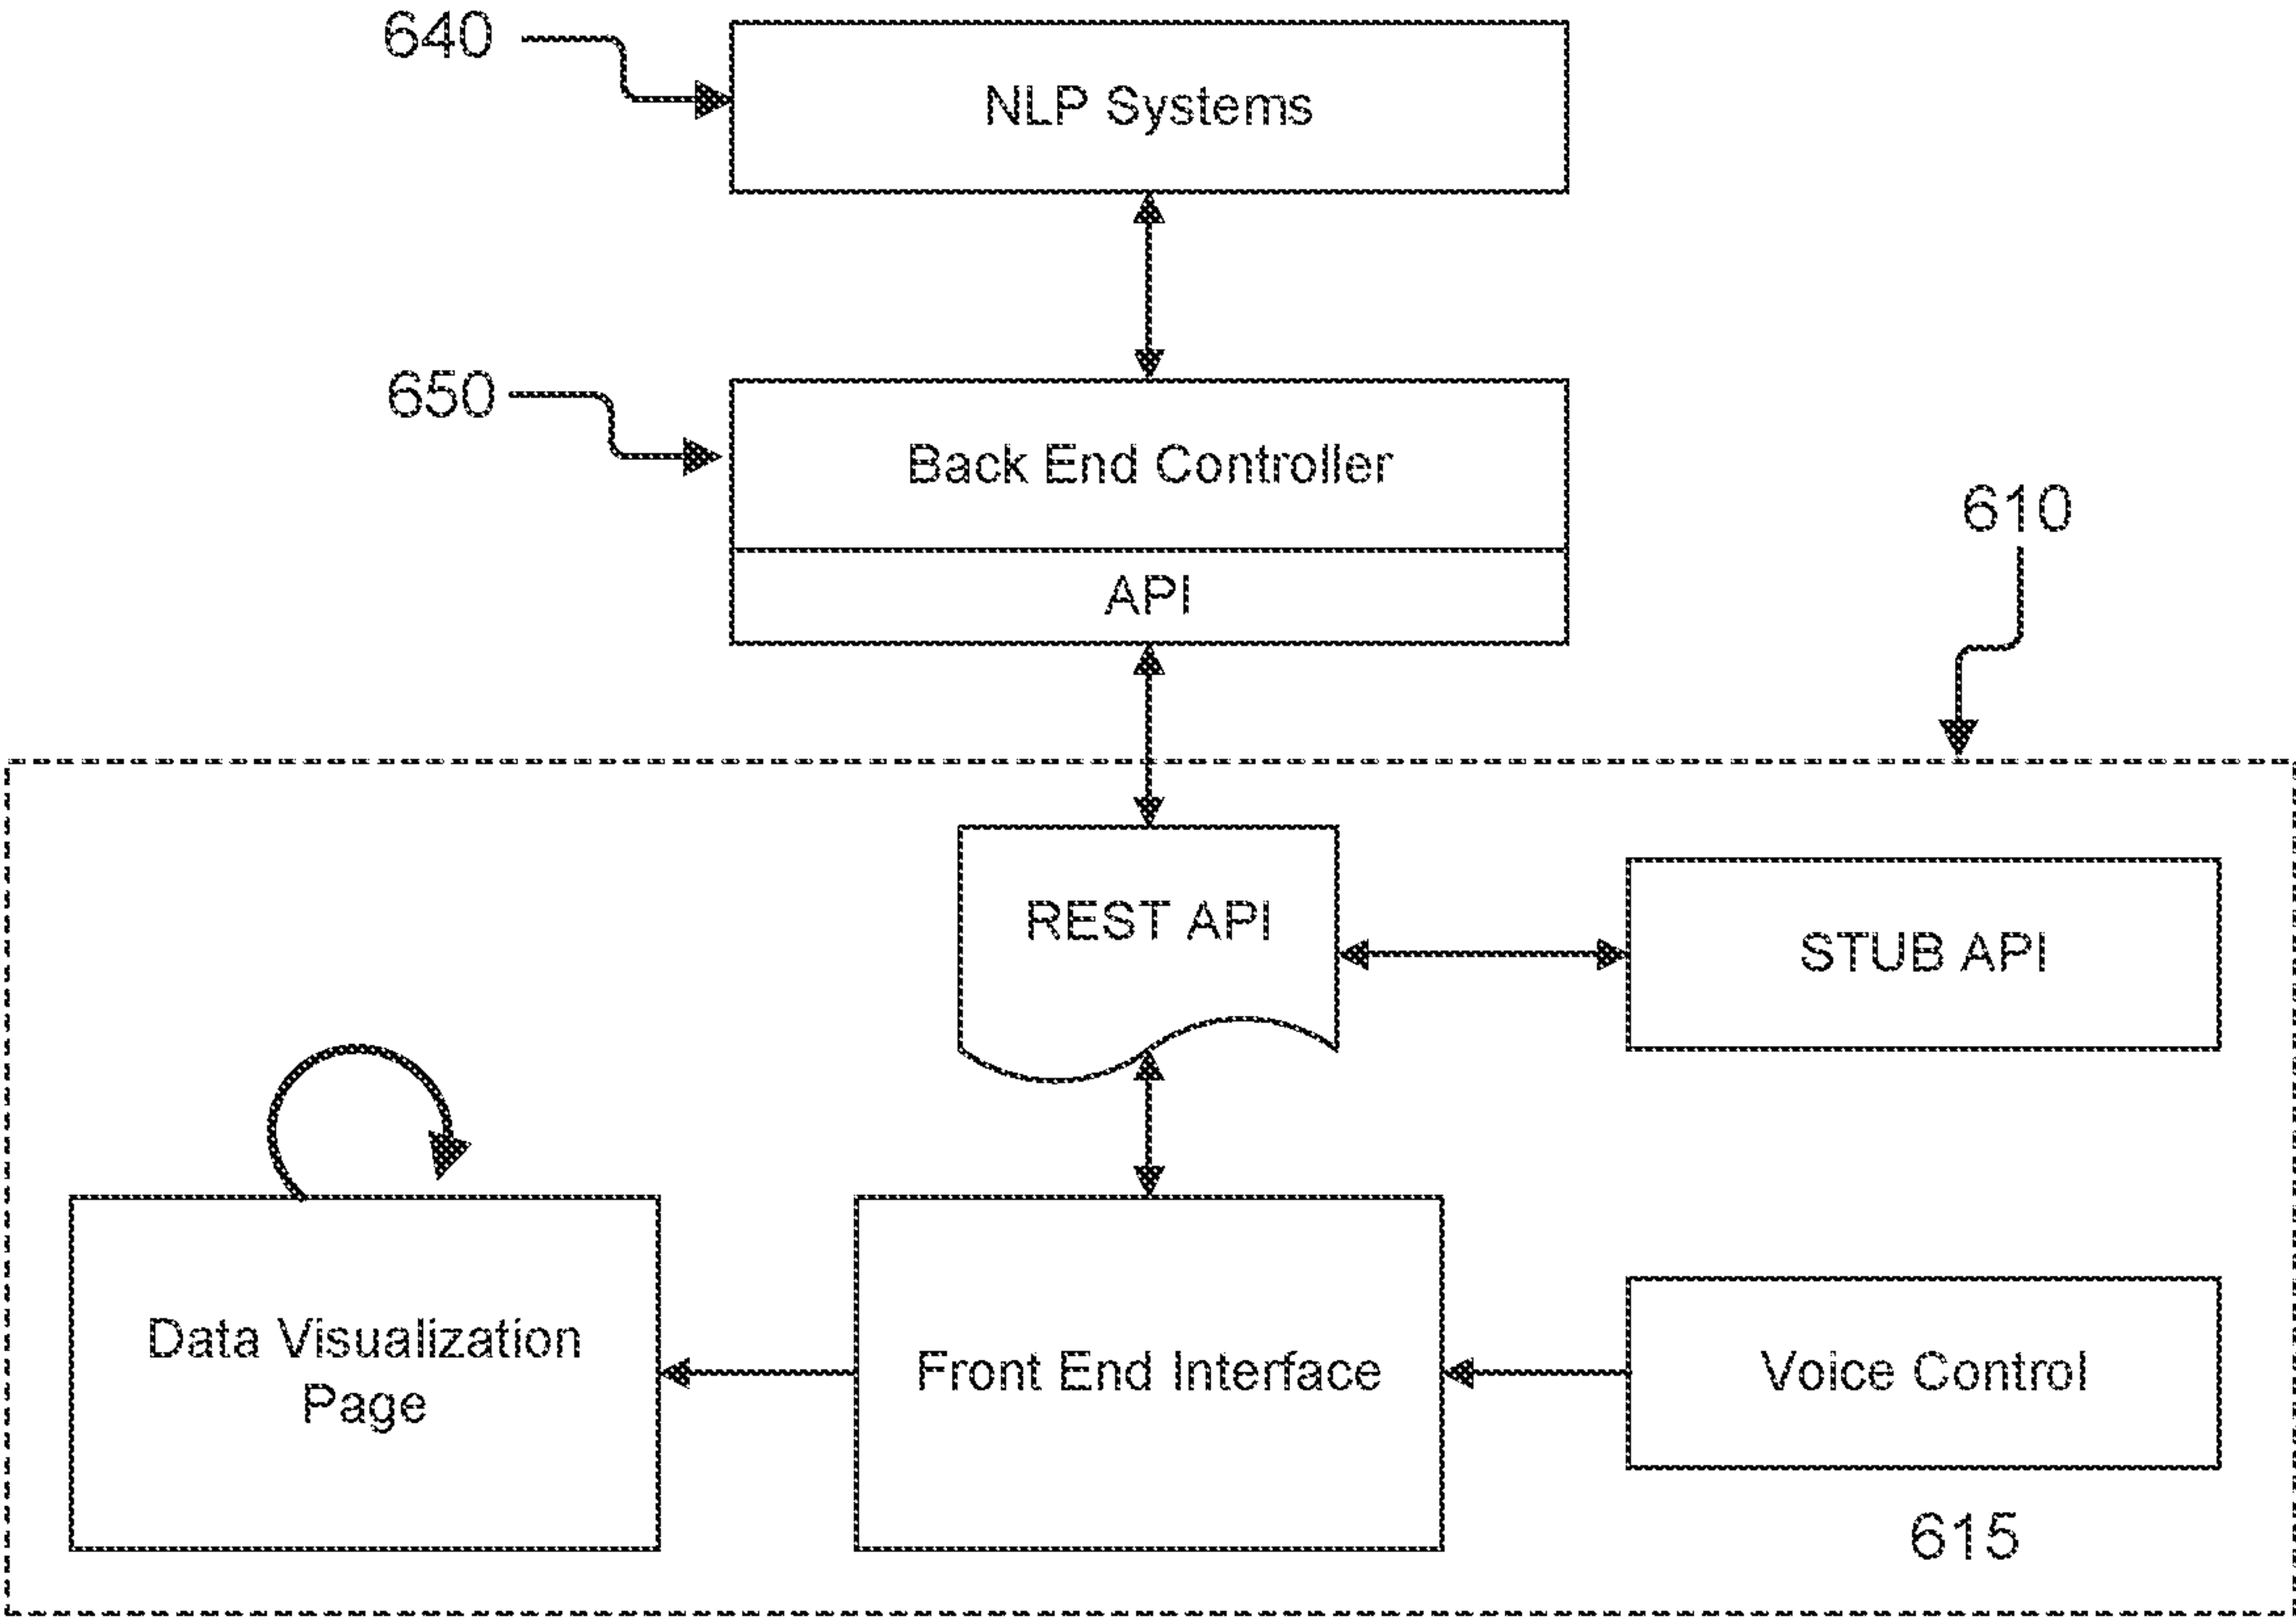 640
NLP Systems
650
Back End Controller
API
610
REST API
STUB API
Data Visualization
Page
Front End Interface
Voice Control
615